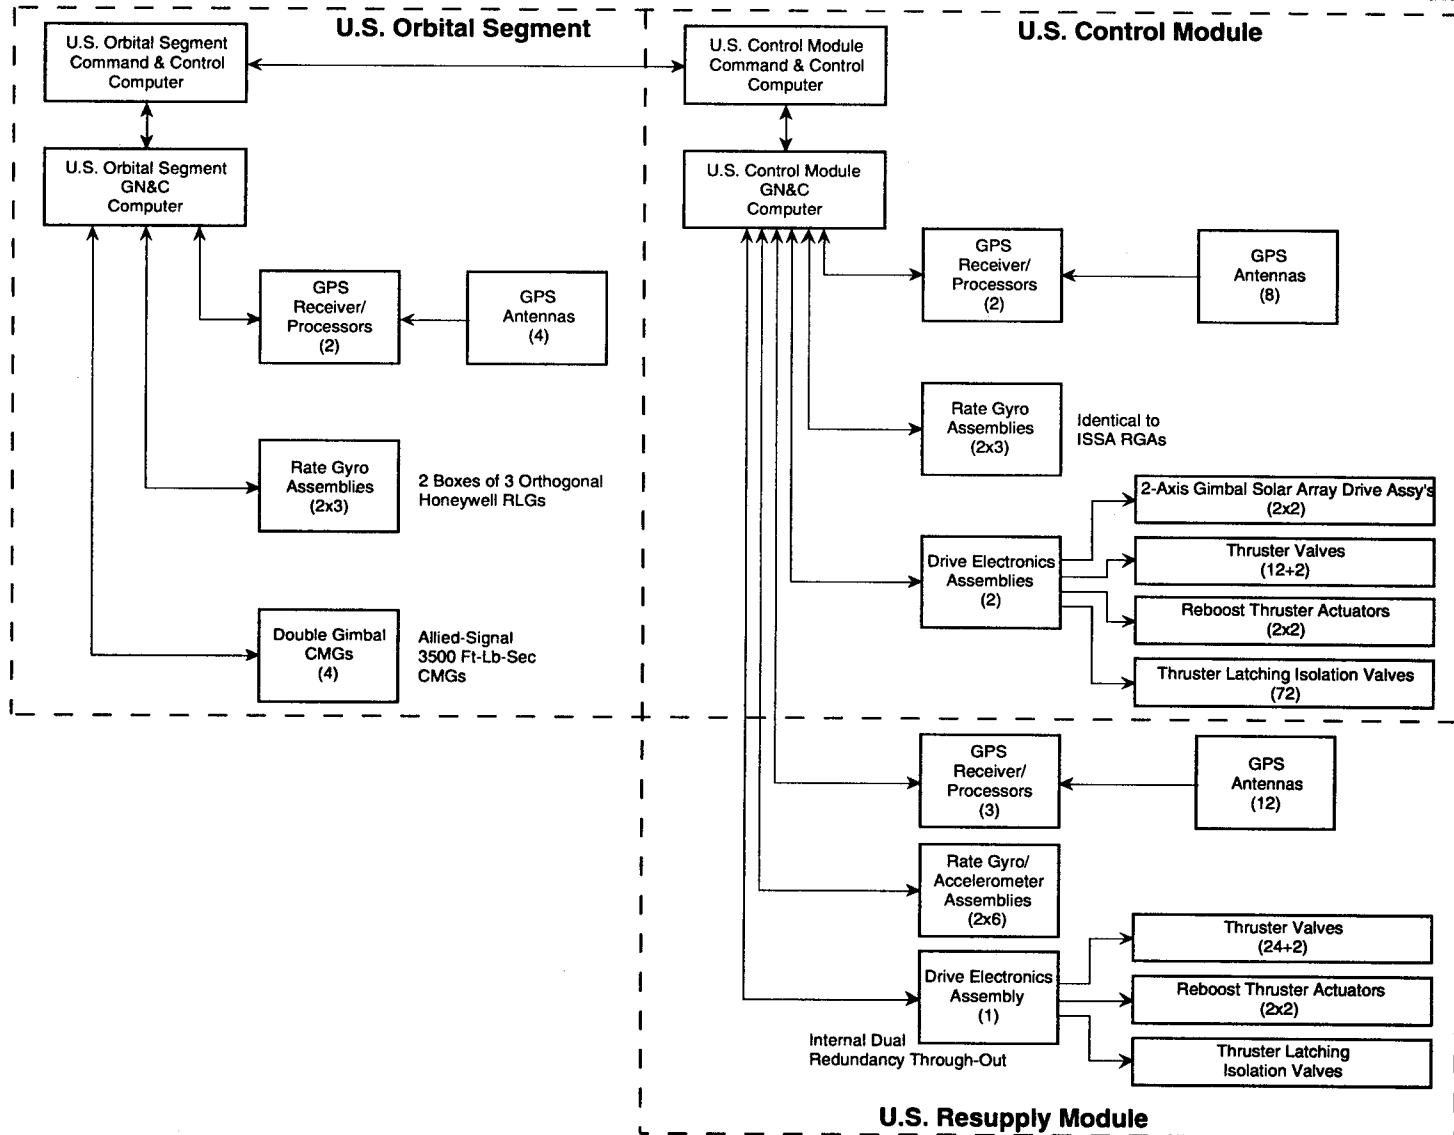 U.S. Orbital Segment
U.S. Orbital Segment
Command & Control
Computer
U.S. Orbital Segment
GN&C
Computer
GPS
Receiver/
Processors
(2)
GPS
Antennas
(4)
Rate Gyro
Assemblies
(2x3)
2 Boxes of 3 Orthogonal
Honeywell RLGs
Double Gimbal
CMGs
(4)
Allied-Signal
3500 Ft-Lb-Sec
CMGs
U.S. Control Module
U.S. Control Module
Command & Control
Computer
U.S. Control Module
GN&C
Computer
GPS
Receiver/
Processors
(2)
GPS
Antennas
(8)
Rate Gyro
Assemblies
(2x3)
Identical to
ISSA RGAs
Drive Electronics
Assemblies
(2)
2-Axis Gimbal Solar Array Drive Assy's
(2x2)
Thruster Valves
(12+2)
Reboost Thruster Actuators
(2x2)
Thruster Latching Isolation Valves
(72)
GPS
Receiver/
Processors
(3)
GPS
Antennas
(12)
Rate Gyro/
Accelerometer
Assemblies
(2x6)
Drive Electronics
Assembly
(1)
Internal Dual
Redundancy Through-Out
Thruster Valves
(24+2)
Reboost Thruster Actuators
(2x2)
Thruster Latching
Isolation Valves
U.S. Resupply Module